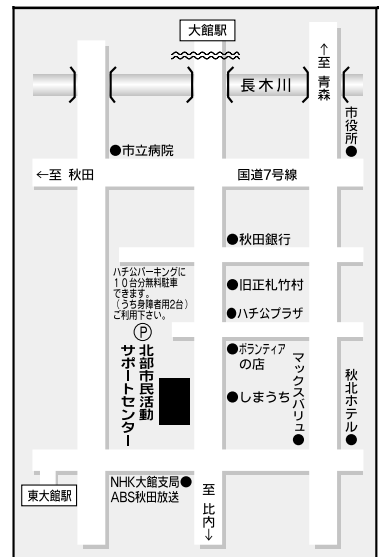 大館駅
↑至 青森
長木川
市役所
●市立病院
←至 秋田
国道7号線
●秋田銀行
ハチ公パーキングに
10台分無料駐車
できます。
(うち身障者用2台)
ご利用下さい。
●旧正札竹村
●ハチ公プラザ
Ⓟ
北部市民活動
サポートセンター
●ボランティア
の店
マックスバリュ●
秋北ホテル●
●しまうち
東大館駅
NHK大館支局●
ABS秋田放送
至 比内↓